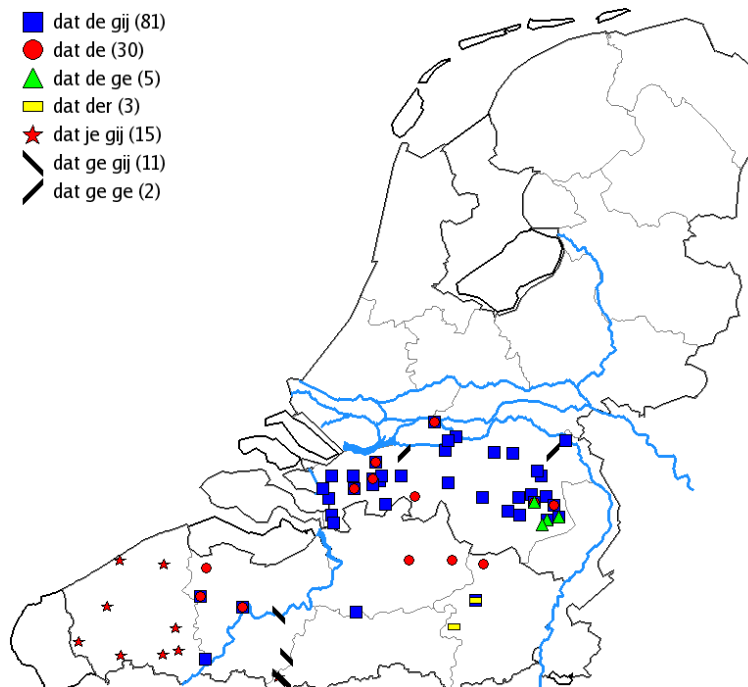 dat de gij (81)
dat de (30)
dat de ge (5)
dat der (3)
dat je gij (15)
dat ge gij (11)
dat ge ge (2)